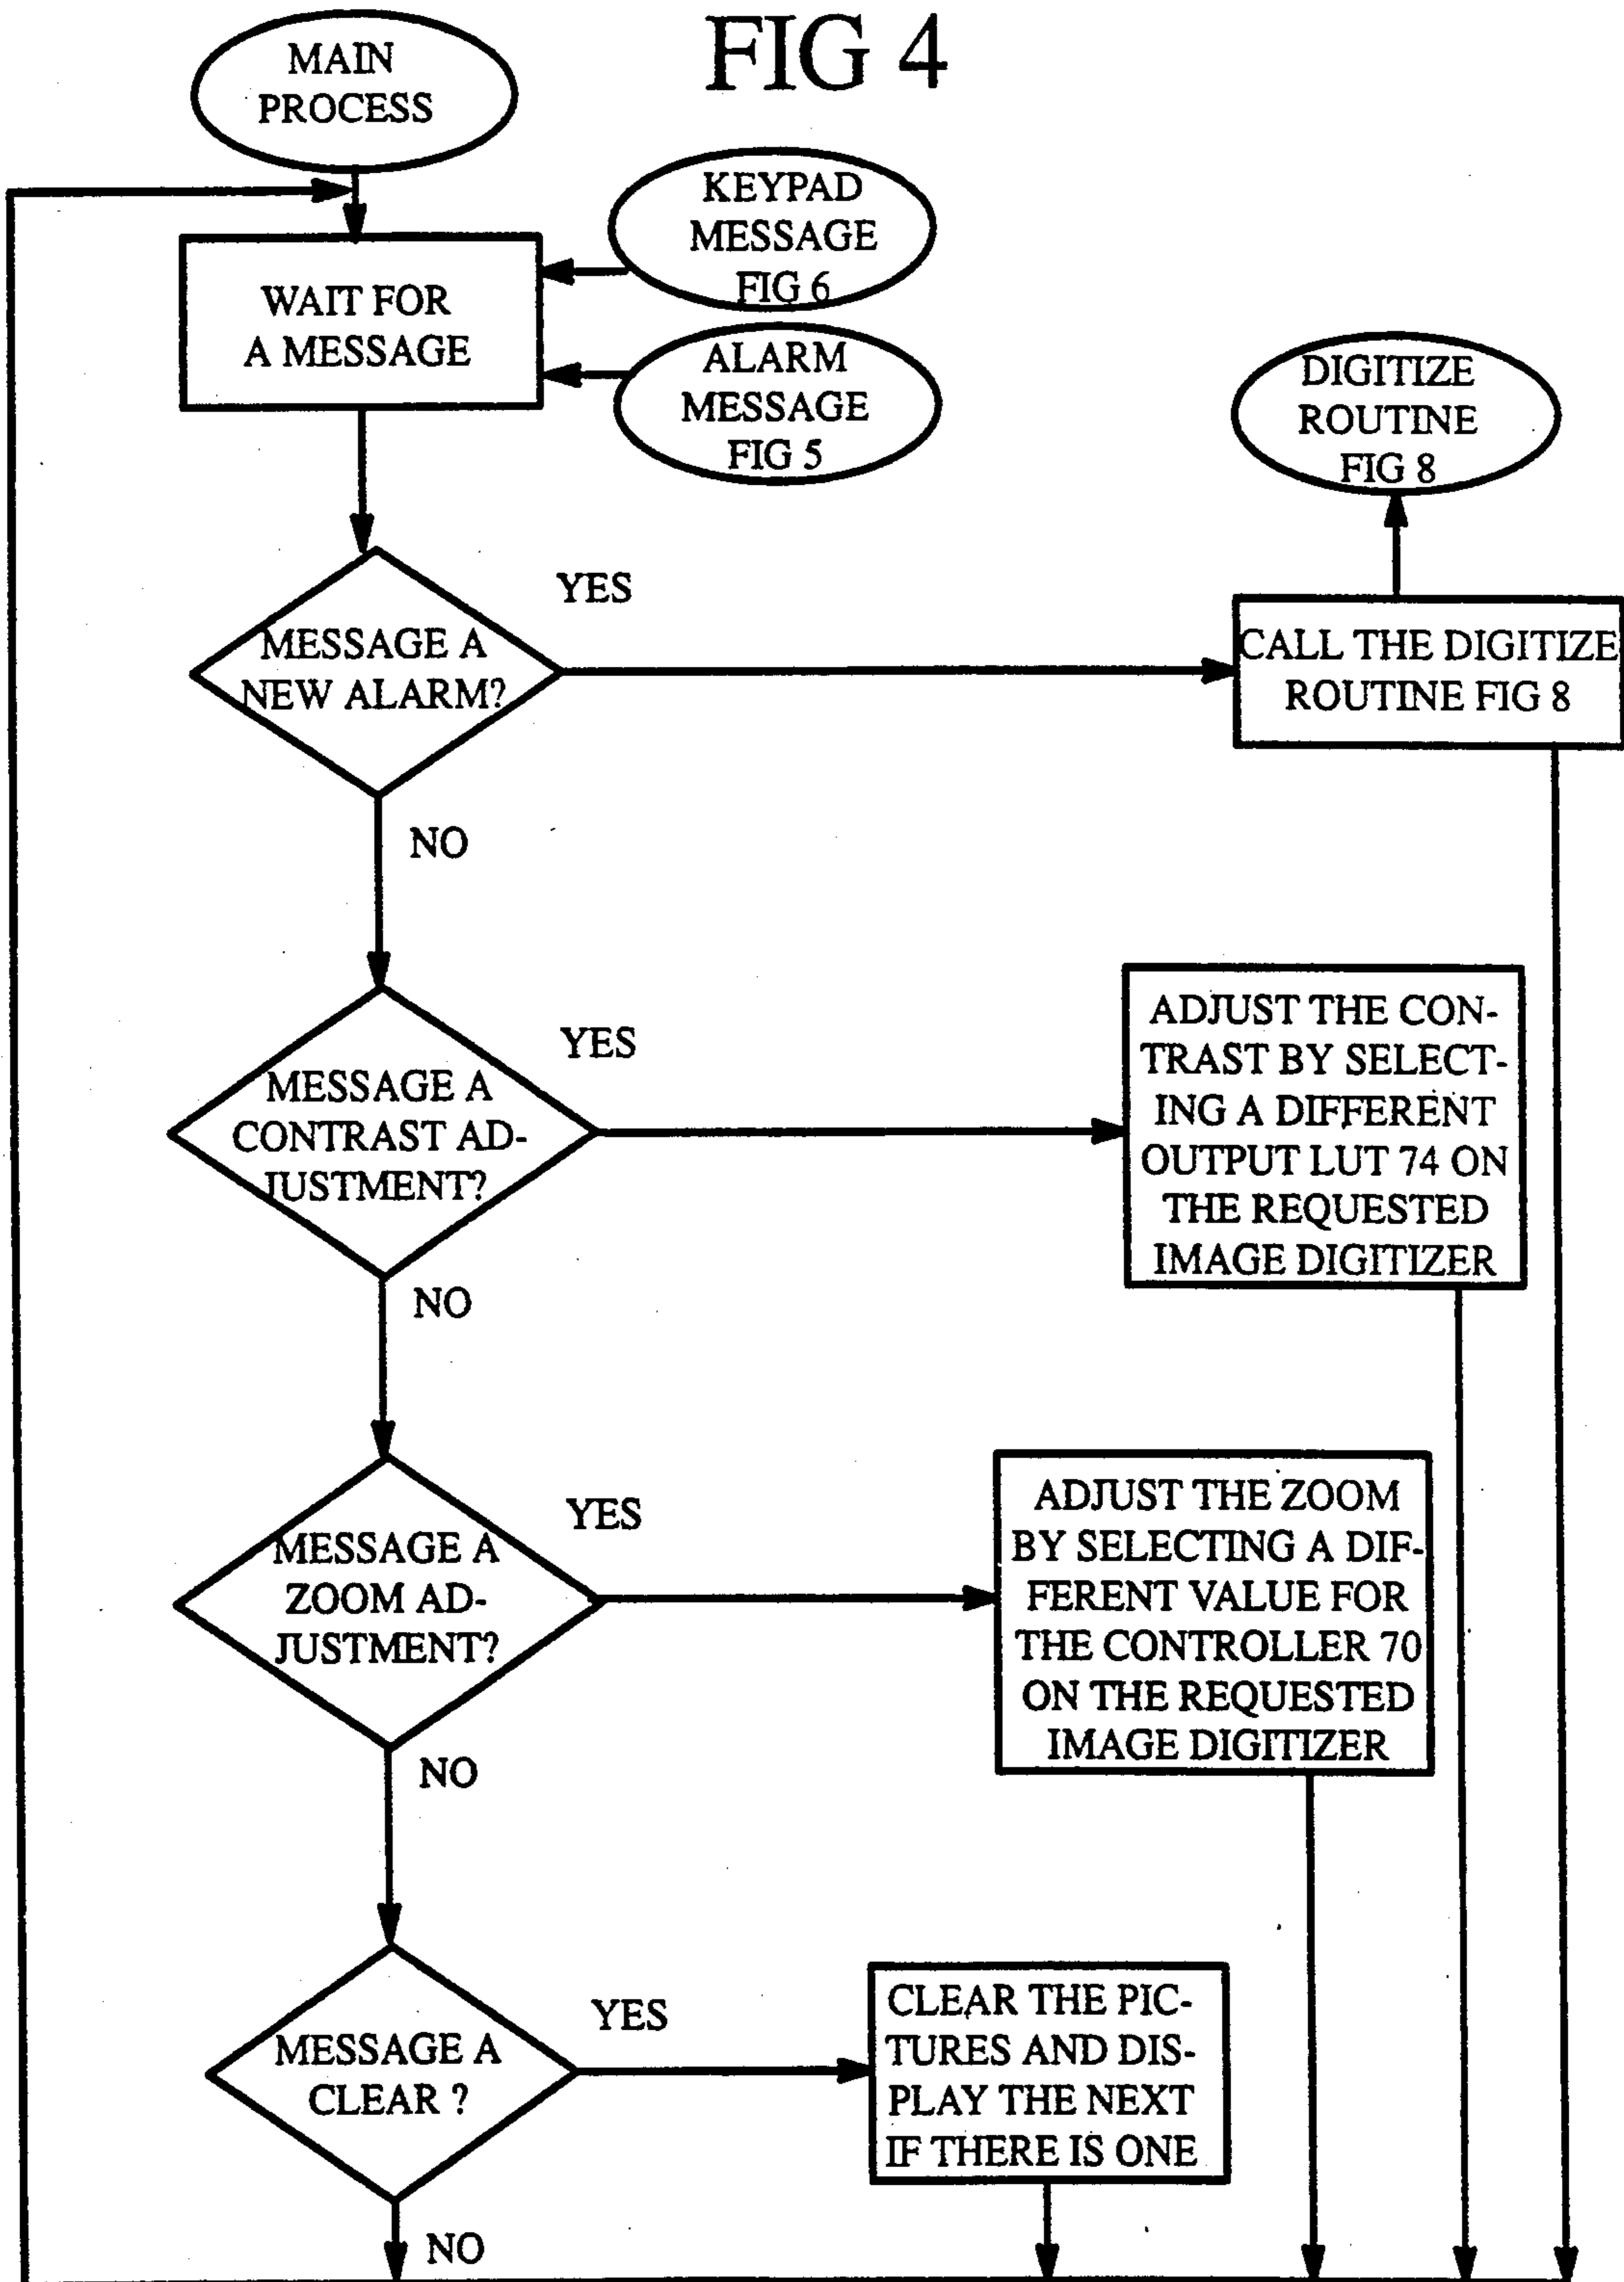 FIG 4
MAIN
PROCESS
KEYPAD
MESSAGE
FIG 6
WAIT FOR
A MESSAGE
ALARM
MESSAGE
FIG 5
DIGITIZE
ROUTINE
FIG 8
YES
MESSAGE A
NEW ALARM?
CALL THE DIGITIZE
ROUTINE FIG 8
NO
YES
MESSAGE A
CONTRAST AD-
JUSTMENT?
ADJUST THE CON-
TRAST BY SELECT-
ING A DIFFERENT
OUTPUT LUT 74 ON
THE REQUESTED
IMAGE DIGITIZER
NO
YES
MESSAGE A
ZOOM AD-
JUSTMENT?
ADJUST THE ZOOM
BY SELECTING A DIF-
FERENT VALUE FOR
THE CONTROLLER 70
ON THE REQUESTED
IMAGE DIGITIZER
NO
YES
MESSAGE A
CLEAR ?
CLEAR THE PIC-
TURES AND DIS-
PLAY THE NEXT
IF THERE IS ONE
NO